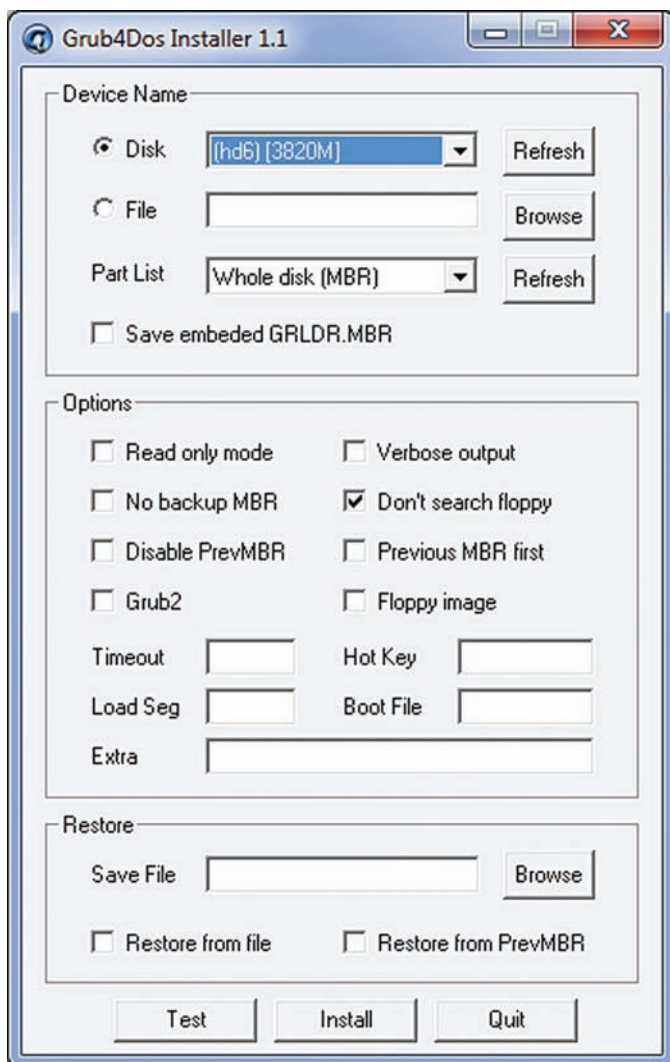 Grub4Dos Installer 1.1
Device Name
Disk (hd6) [3820M] Refresh
File Browse
Part List Whole disk (MBR) Refresh
Save embeded GRLDR.MBR
Options
Read only mode Verbose output
No backup MBR Don't search floppy
Disable PrevMBR Previous MBR first
Grub2 Floppy image
Timeout Hot Key
Load Seg Boot File
Extra
Restore
Save File Browse
Restore from file Restore from PrevMBR
Test Install Quit